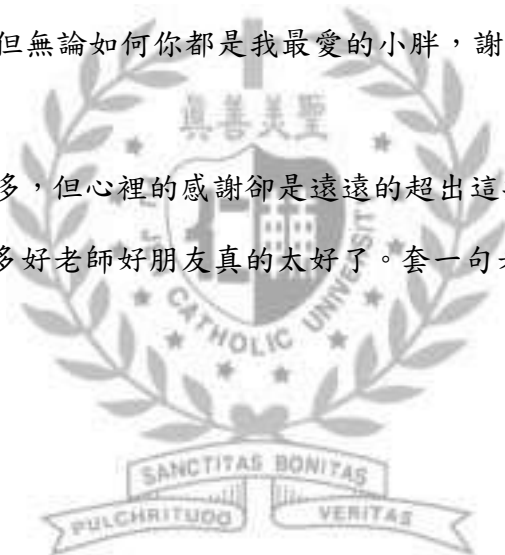 但無論如何你都是我最愛的小胖，謝
真善美聖
多，但心裡的感謝卻是遠遠的超出這
多好老師好朋友真的太好了。套一句
CATHOLIC UNIVERSIT
SANCTITAS BONITAS
PULCHRITUDO VERITAS